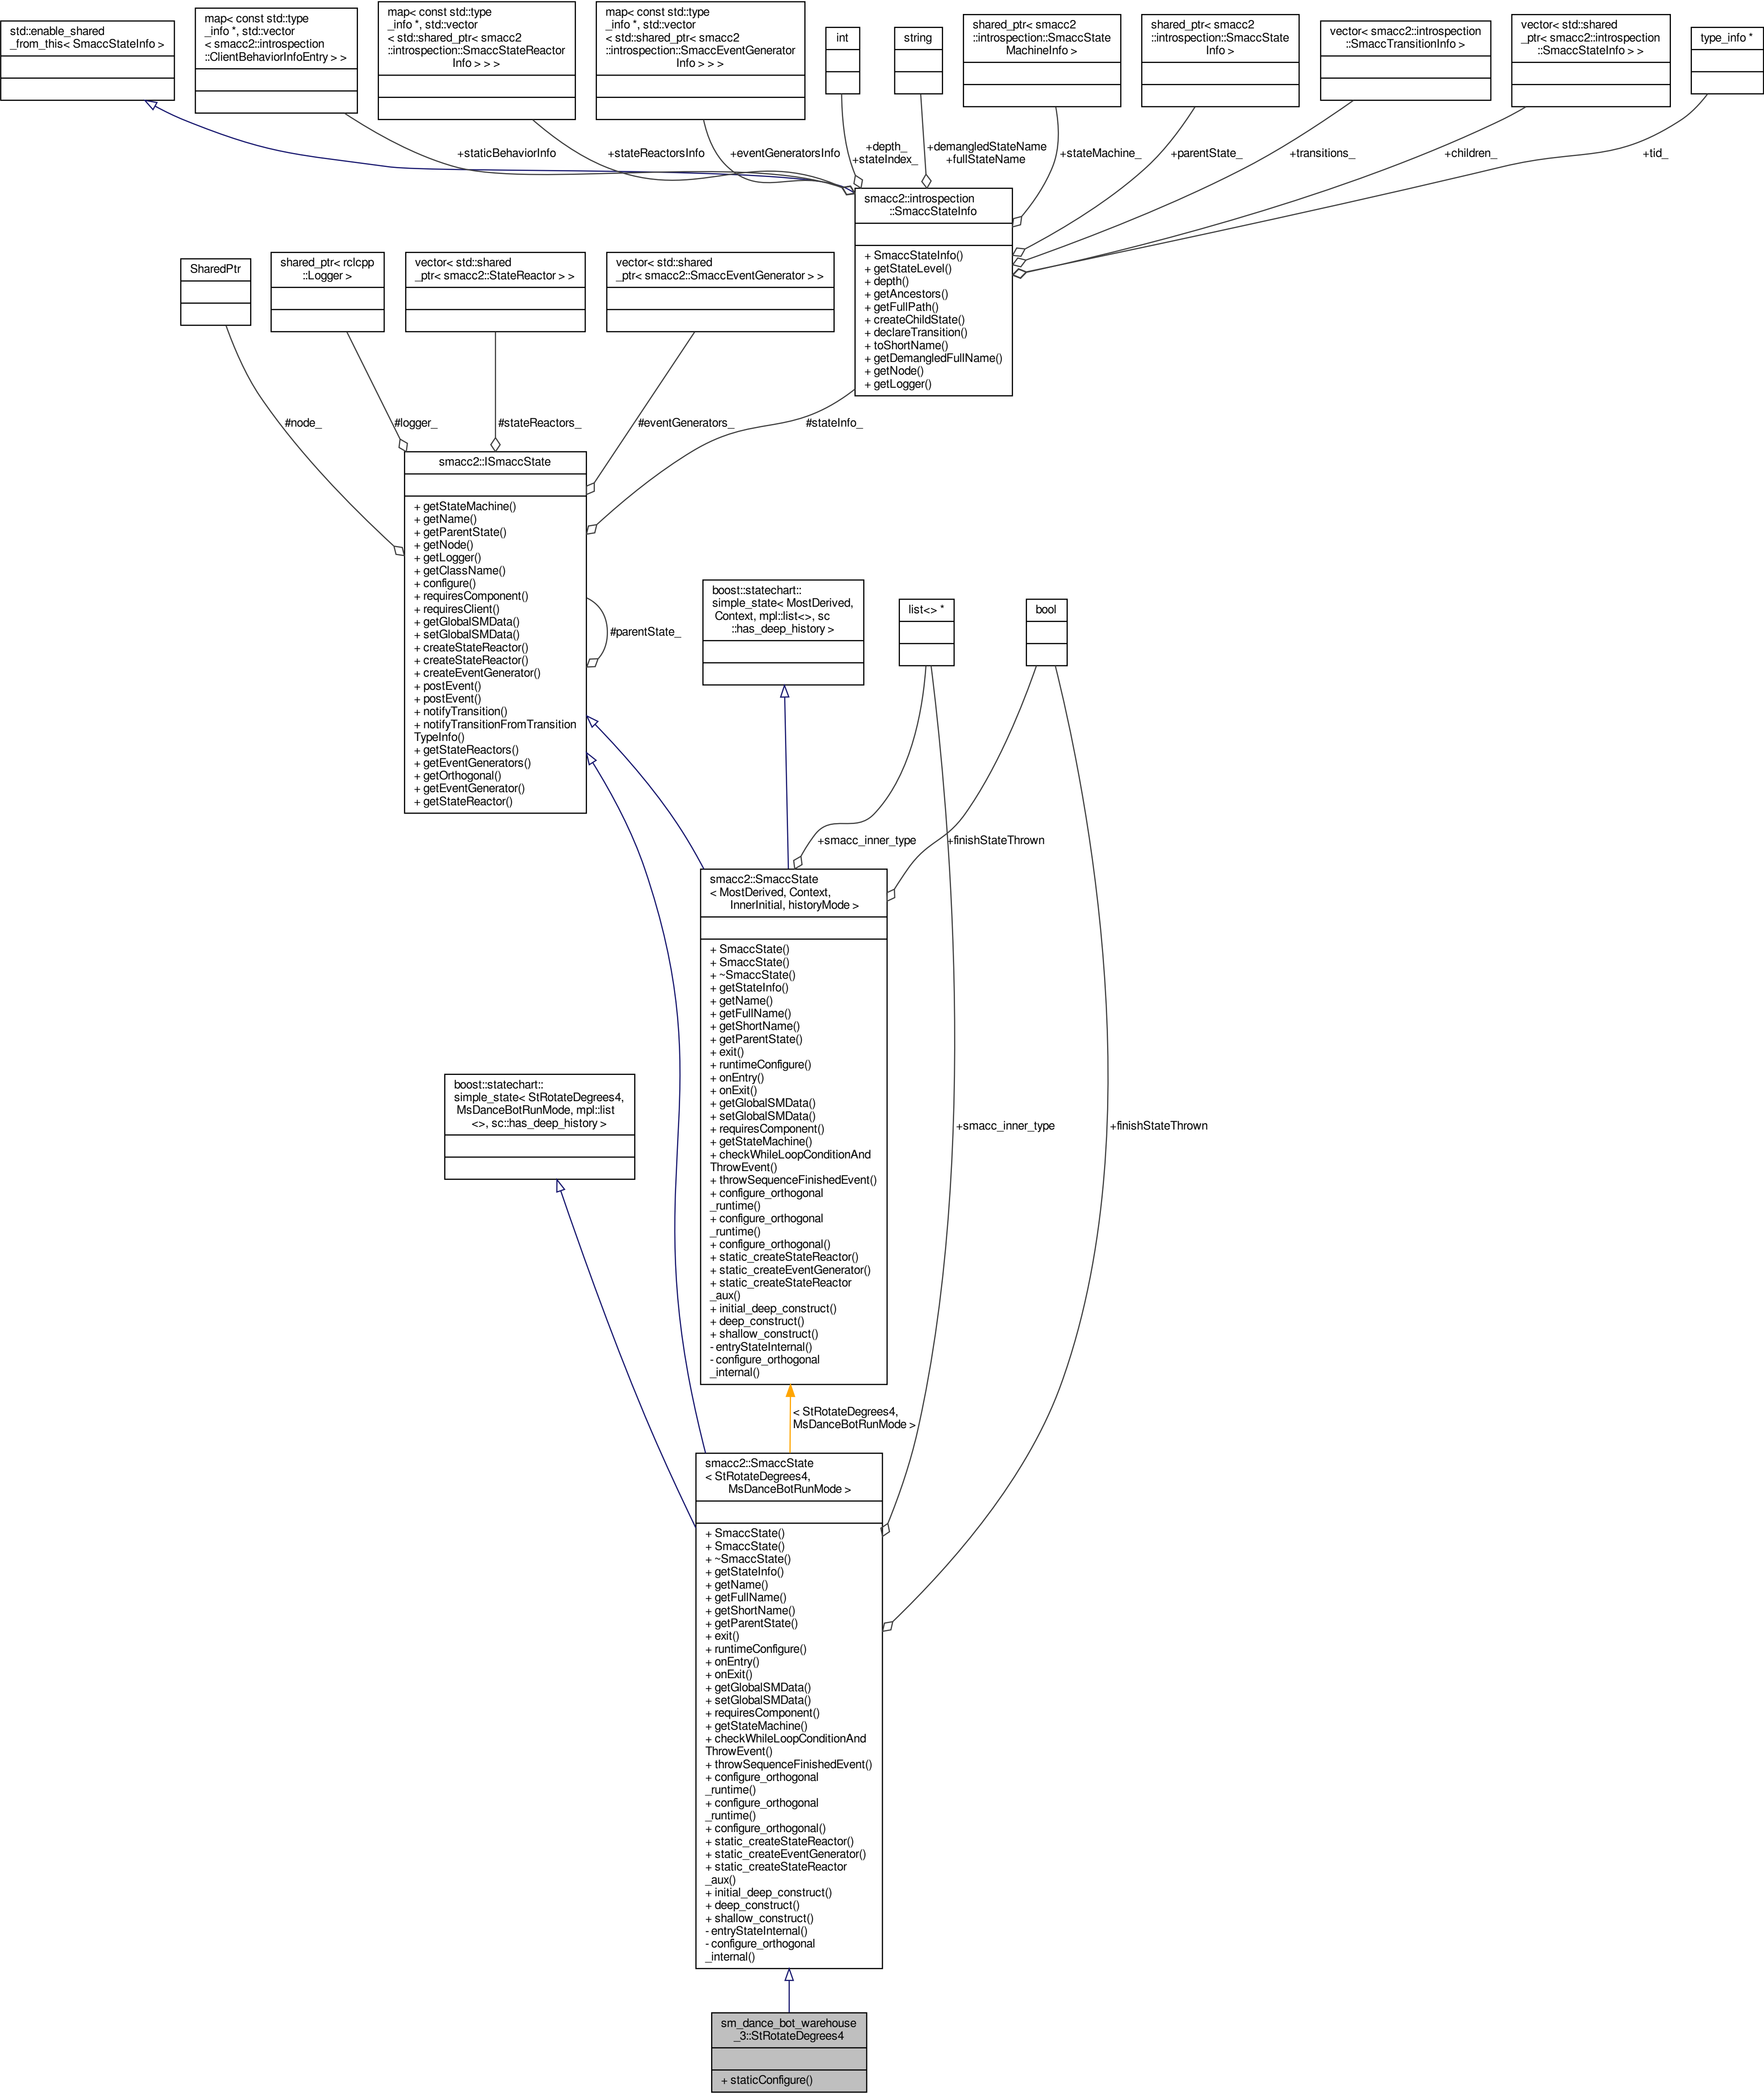 std::enable_shared
_from_this< SmaccStateInfo >
map< const std::type
_info *, std::vector
< smacc2::introspection
::ClientBehaviorInfoEntry > >
map< const std::type
_info *, std::vector
< std::shared_ptr< smacc2
::introspection::SmaccStateReactor
Info > > >
map< const std::type
_info *, std::vector
< std::shared_ptr< smacc2
::introspection::SmaccEventGenerator
Info > > >
int
string
shared_ptr< smacc2
::introspection::SmaccState
MachineInfo >
shared_ptr< smacc2
::introspection::SmaccState
Info >
vector< smacc2::introspection
::SmaccTransitionInfo >
vector< std::shared
_ptr< smacc2::introspection
::SmaccStateInfo > >
type_info *
+staticBehaviorInfo
+stateReactorsInfo
+eventGeneratorsInfo
+depth_
+stateIndex_
+demangledStateName
+fullStateName
+stateMachine_
+parentState_
+transitions_
+children_
+tid_
smacc2::introspection
::SmaccStateInfo
+ SmaccStateInfo()
+ getStateLevel()
+ depth()
+ getAncestors()
+ getFullPath()
+ createChildState()
+ declareTransition()
+ toShortName()
+ getDemangledFullName()
+ getNode()
+ getLogger()
SharedPtr
shared_ptr< rclcpp
::Logger >
vector< std::shared
_ptr< smacc2::StateReactor > >
vector< std::shared
_ptr< smacc2::SmaccEventGenerator > >
#node_
#logger_
#stateReactors_
#eventGenerators_
#stateInfo_
smacc2::ISmaccState
+ getStateMachine()
+ getName()
+ getParentState()
+ getNode()
+ getLogger()
+ getClassName()
+ configure()
+ requiresComponent()
+ requiresClient()
+ getGlobalSMData()
+ setGlobalSMData()
+ createStateReactor()
+ createStateReactor()
+ createEventGenerator()
+ postEvent()
+ postEvent()
+ notifyTransition()
+ notifyTransitionFromTransition
TypeInfo()
+ getStateReactors()
+ getEventGenerators()
+ getOrthogonal()
+ getEventGenerator()
+ getStateReactor()
#parentState_
boost::statechart::
simple_state< MostDerived,
Context, mpl::list<>, sc
::has_deep_history >
list<> *
bool
+smacc_inner_type
+finishStateThrown
smacc2::SmaccState
< MostDerived, Context,
InnerInitial, historyMode >
+ SmaccState()
+ SmaccState()
+ ~SmaccState()
+ getStateInfo()
+ getName()
+ getFullName()
+ getShortName()
+ getParentState()
+ exit()
+ runtimeConfigure()
+ onEntry()
+ onExit()
+ getGlobalSMData()
+ setGlobalSMData()
+ requiresComponent()
+ getStateMachine()
+ checkWhileLoopConditionAnd
ThrowEvent()
+ throwSequenceFinishedEvent()
+ configure_orthogonal
_runtime()
+ configure_orthogonal
_runtime()
+ configure_orthogonal()
+ static_createStateReactor()
+ static_createEventGenerator()
+ static_createStateReactor
_aux()
+ initial_deep_construct()
+ deep_construct()
+ shallow_construct()
- entryStateInternal()
- configure_orthogonal
_internal()
boost::statechart::
simple_state< StRotateDegrees4,
MsDanceBotRunMode, mpl::list
<>, sc::has_deep_history >
+smacc_inner_type
+finishStateThrown
< StRotateDegrees4,
MsDanceBotRunMode >
smacc2::SmaccState
< StRotateDegrees4,
MsDanceBotRunMode >
+ SmaccState()
+ SmaccState()
+ ~SmaccState()
+ getStateInfo()
+ getName()
+ getFullName()
+ getShortName()
+ getParentState()
+ exit()
+ runtimeConfigure()
+ onEntry()
+ onExit()
+ getGlobalSMData()
+ setGlobalSMData()
+ requiresComponent()
+ getStateMachine()
+ checkWhileLoopConditionAnd
ThrowEvent()
+ throwSequenceFinishedEvent()
+ configure_orthogonal
_runtime()
+ configure_orthogonal
_runtime()
+ configure_orthogonal()
+ static_createStateReactor()
+ static_createEventGenerator()
+ static_createStateReactor
_aux()
+ initial_deep_construct()
+ deep_construct()
+ shallow_construct()
- entryStateInternal()
- configure_orthogonal
_internal()
sm_dance_bot_warehouse
_3::StRotateDegrees4
+ staticConfigure()